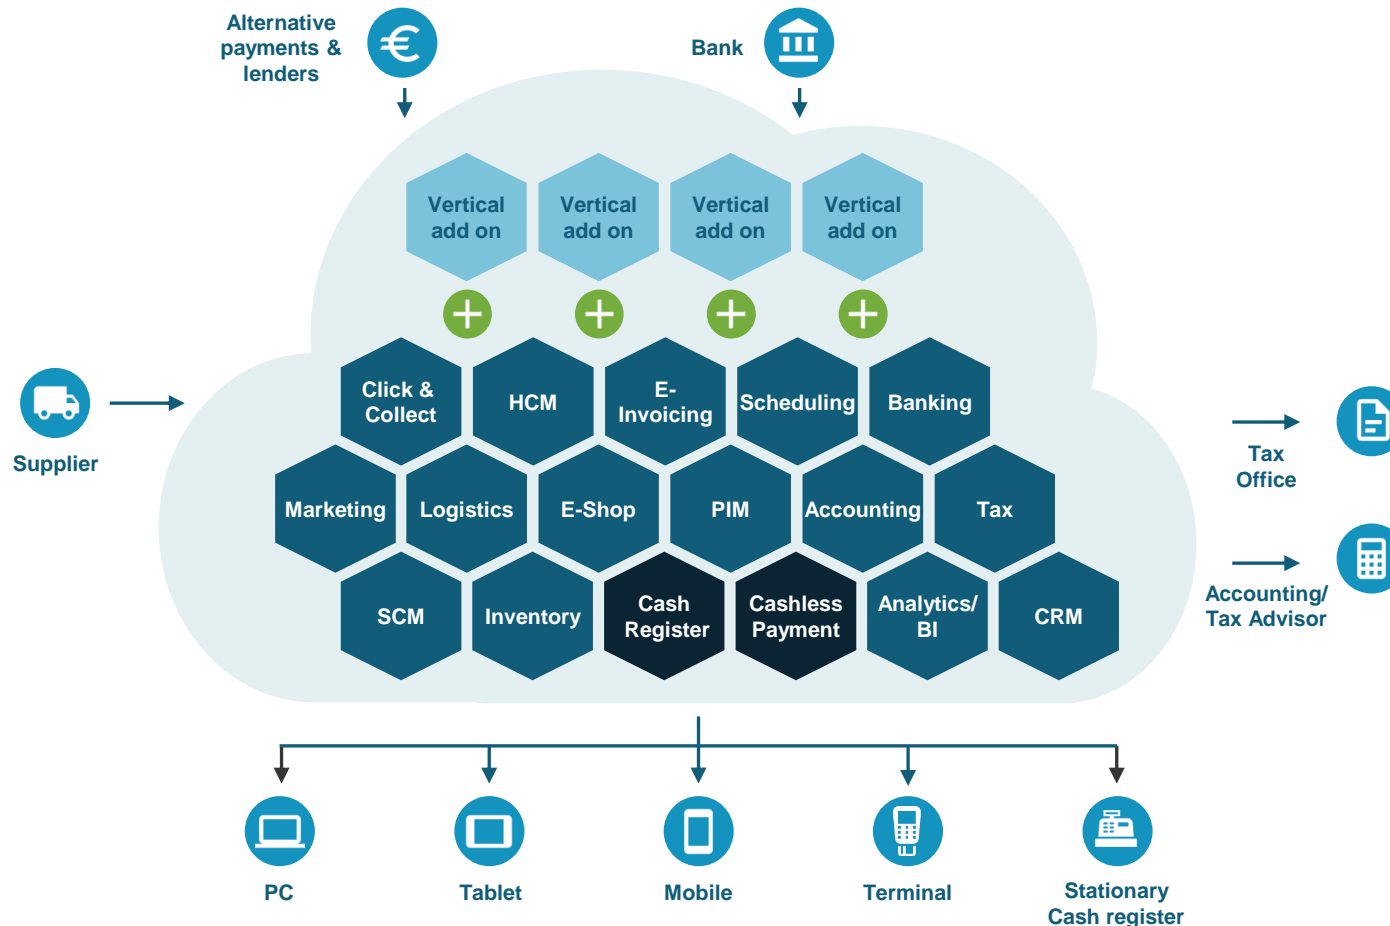 Alternative
payments &
lenders
Bank
Vertical
add on
Vertical
add on
Vertical
add on
Vertical
add on
Supplier
Click &
Collect
HCM
E-
Invoicing
Scheduling
Banking
Marketing
Logistics
E-Shop
PIM
Accounting
Tax
SCM
Inventory
Cash
Register
Cashless
Payment
Analytics/
BI
CRM
Tax
Office
Accounting/
Tax Advisor
PC
Tablet
Mobile
Terminal
Stationary
Cash register